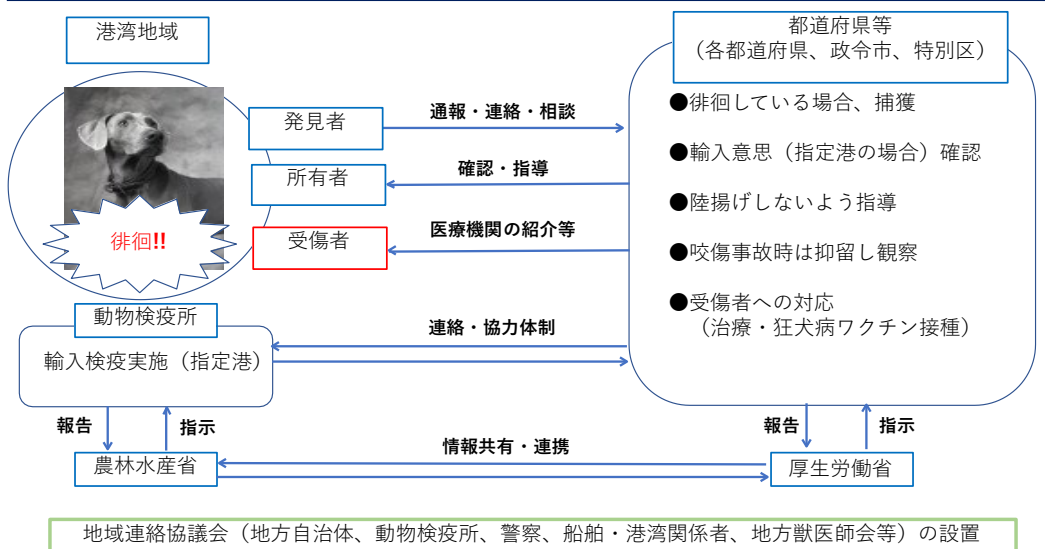 港湾地域
都道府県等
(各都道府県、政令市、特別区)
発見者
所有者
受傷者
徘徊!!
通報・連絡・相談
確認・指導
医療機関の紹介等
●徘徊している場合、捕獲
●輸入意思(指定港の場合)確認
●陸揚げしないよう指導
●咬傷事故時は抑留し観察
●受傷者への対応
(治療・狂犬病ワクチン接種)
動物検疫所
輸入検疫実施(指定港)
連絡・協力体制
報告
指示
報告
指示
農林水産省
情報共有・連携
厚生労働省
地域連絡協議会(地方自治体、動物検疫所、警察、船舶・港湾関係者、地方獣医師会等)の設置